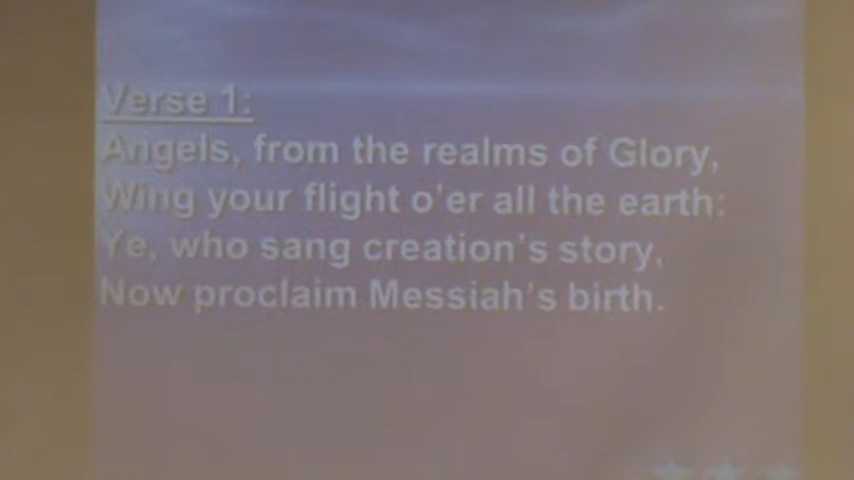 Verse 1:
Angels, from the realms of Glory,
Wing your flight o'er all the earth:
Ye, who sang creation's story,
Now proclaim Messiah's birth.